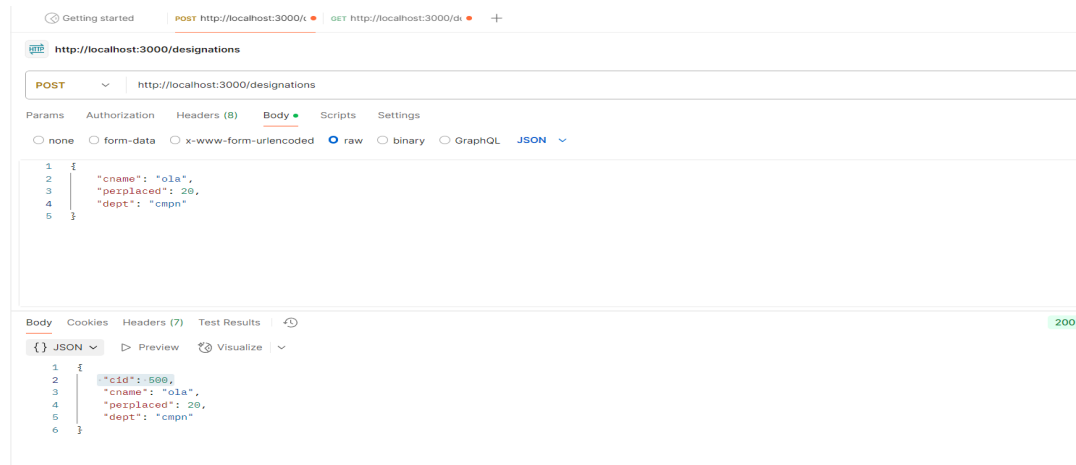 Getting started POST http://localhost:3000/d GET http://localhost:3000/de +
HTTP http://localhost:3000/designations
POST http://localhost:3000/designations
Params Authorization Headers (8) Body Scripts Settings
none form-data x-www-form-urlencoded raw binary GraphQL JSON
1 {
2 "cname": "ola",
3 "perplaced": 20,
4 "dept": "cmpn"
5 }
Body Cookies Headers (7) Test Results 200
{} JSON Preview Visualize
1 {
2 "cid": 500,
3 "cname": "ola",
4 "perplaced": 20,
5 "dept": "cmpn"
6 }